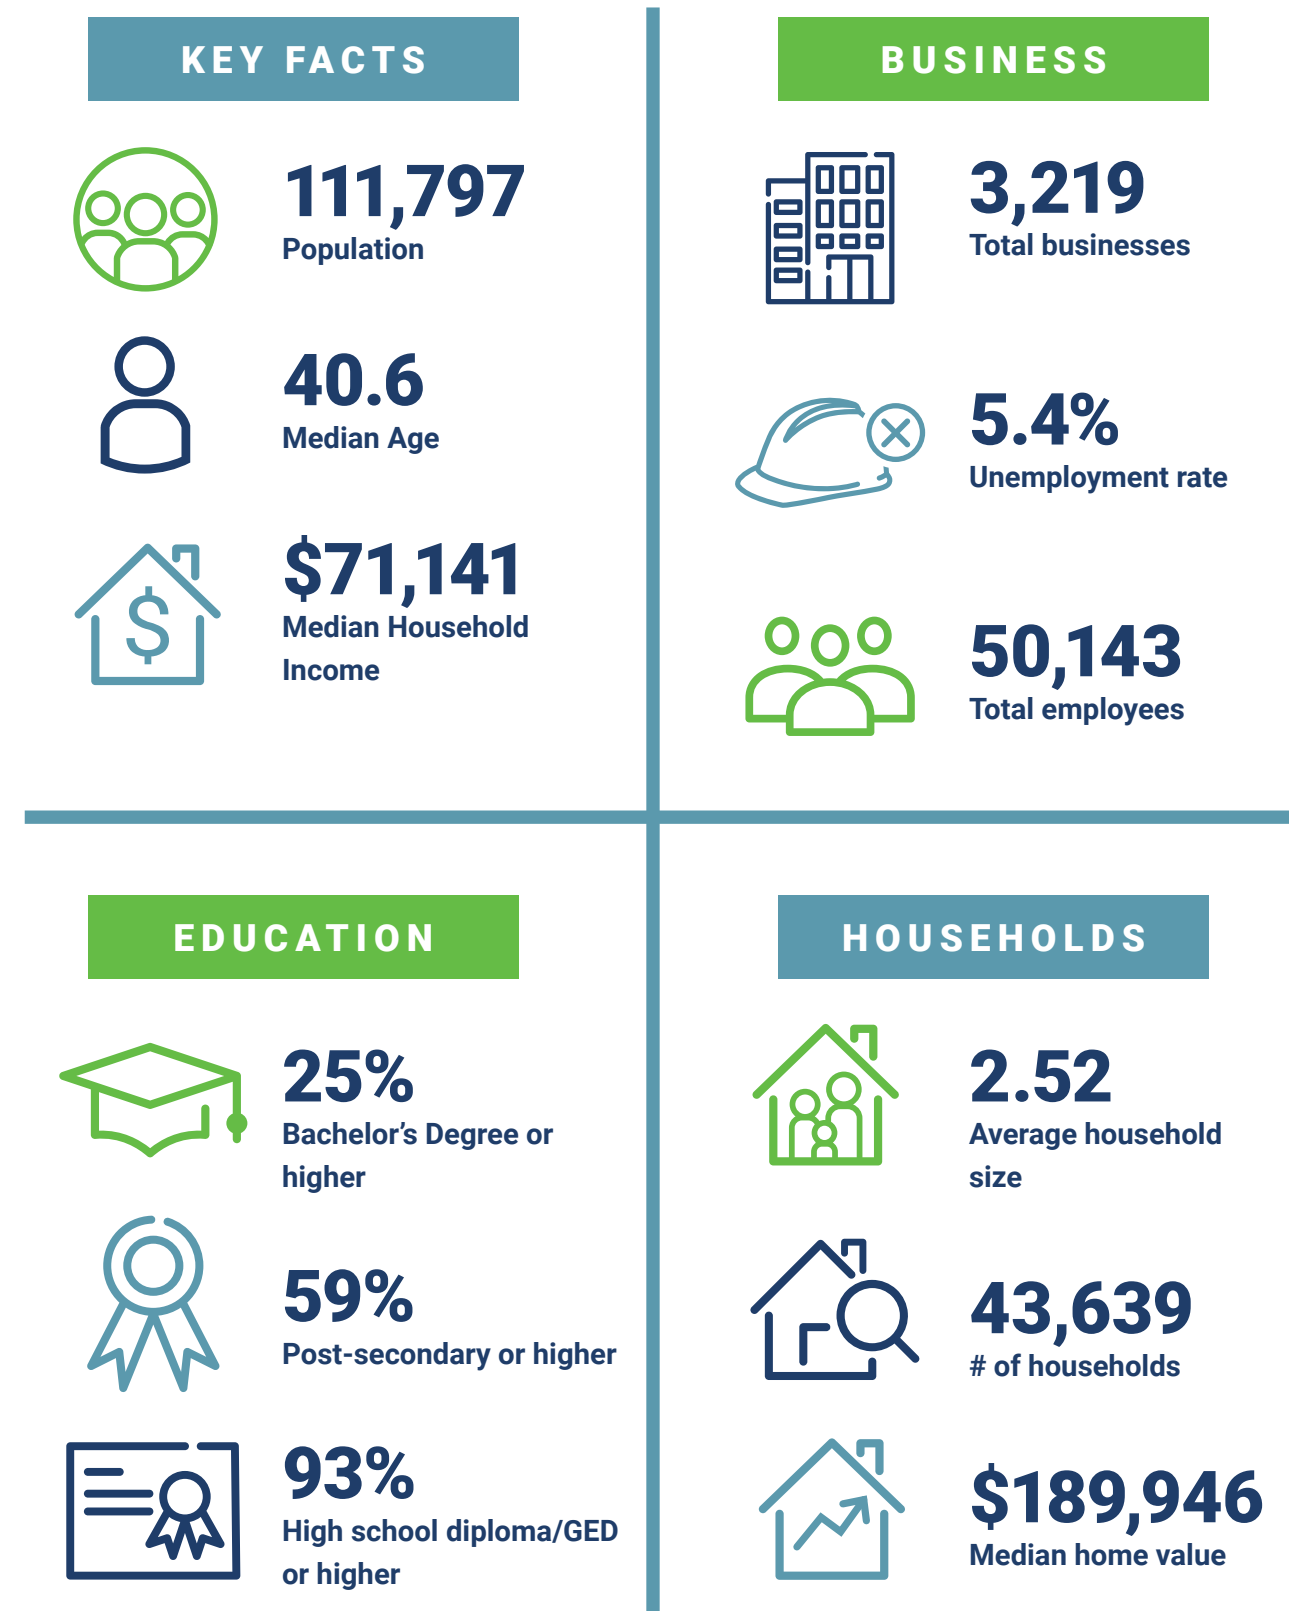 KEY FACTS
111,797
Population
40.6
Median Age
$71,141
Median Household
Income
BUSINESS
3,219
Total businesses
5.4%
Unemployment rate
50,143
Total employees
EDUCATION
25%
Bachelor’s Degree or
higher
59%
Post-secondary or higher
93%
High school diploma/GED
or higher
HOUSEHOLDS
2.52
Average household
size
43,639
# of households
$189,946
Median home value